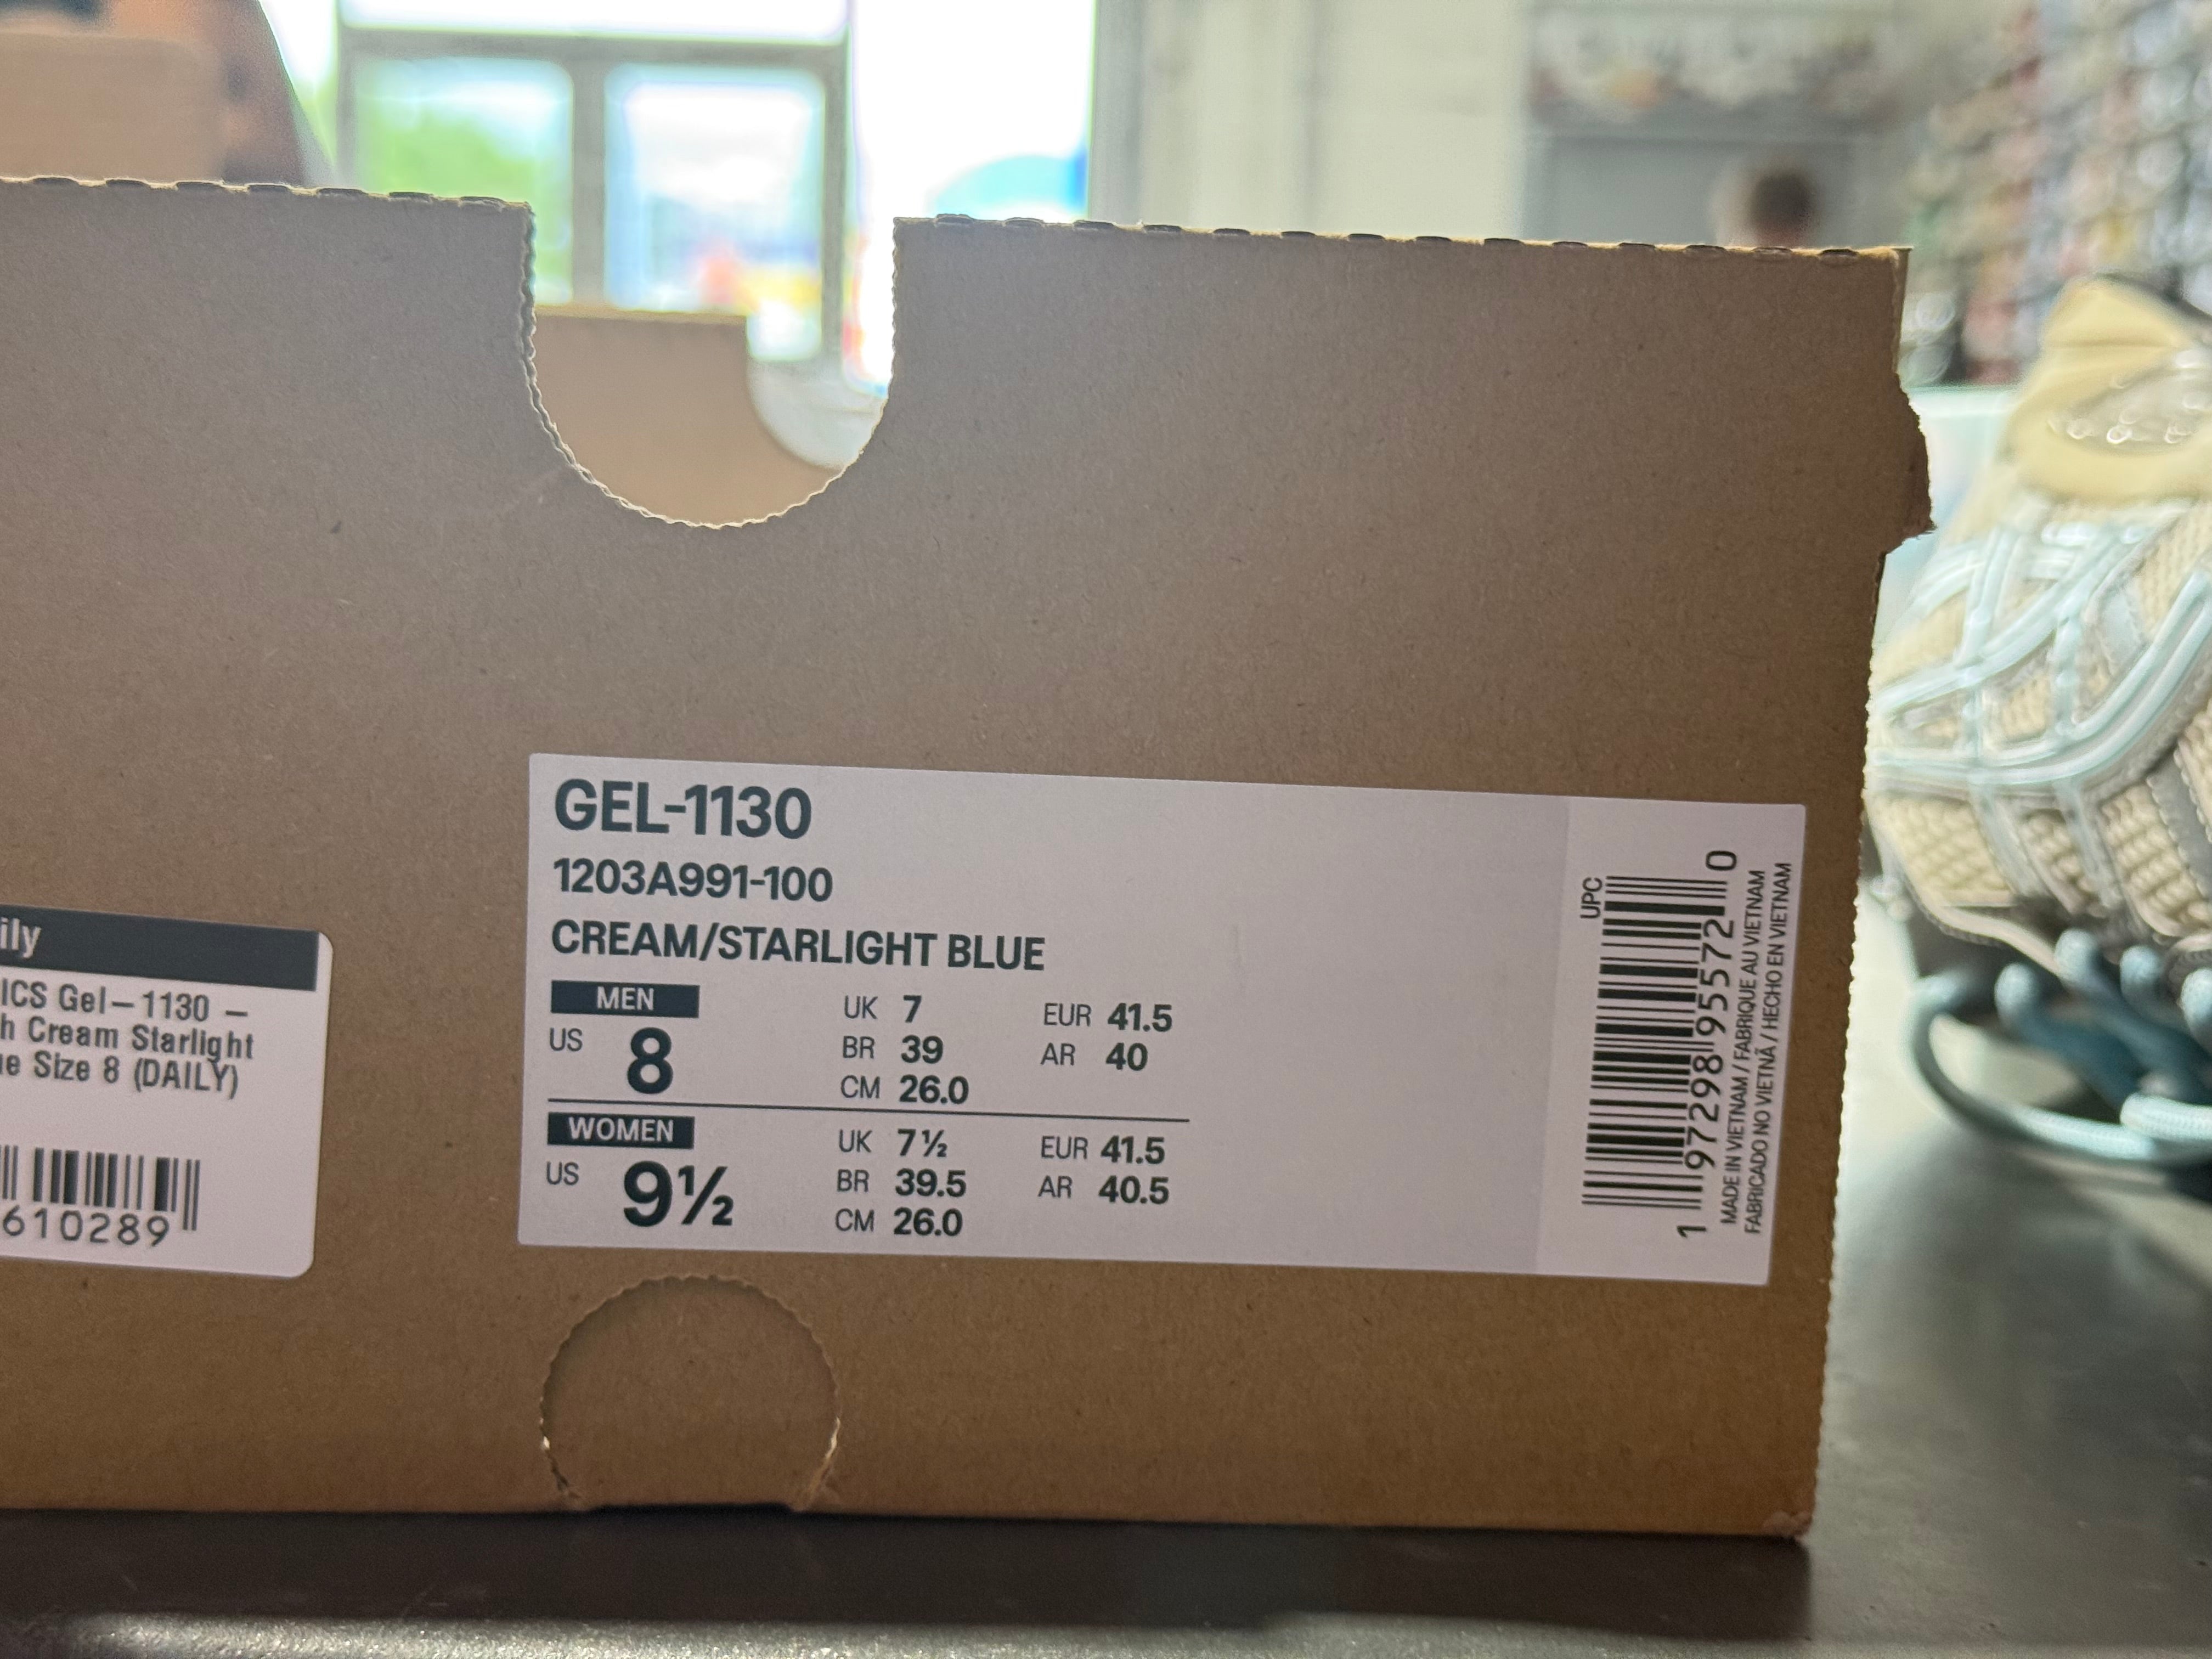 ily
ICS Gel-1130 -
h Cream Starlight
e Size 8 (DAILY)
610289
GEL-1130
1203A991-100
CREAM/STARLIGHT BLUE
MEN
US 8
UK 7
BR 39
CM 26.0
EUR 41.5
AR 40
WOMEN
US 9½
UK 7½
BR 39.5
CM 26.0
EUR 41.5
AR 40.5
UPC
1 97298 95572 0
MADE IN VIETNAM / FABRIQUE AU VIETNAM
FABRICADO NO VIETNÃ / HECHO EN VIETNAM